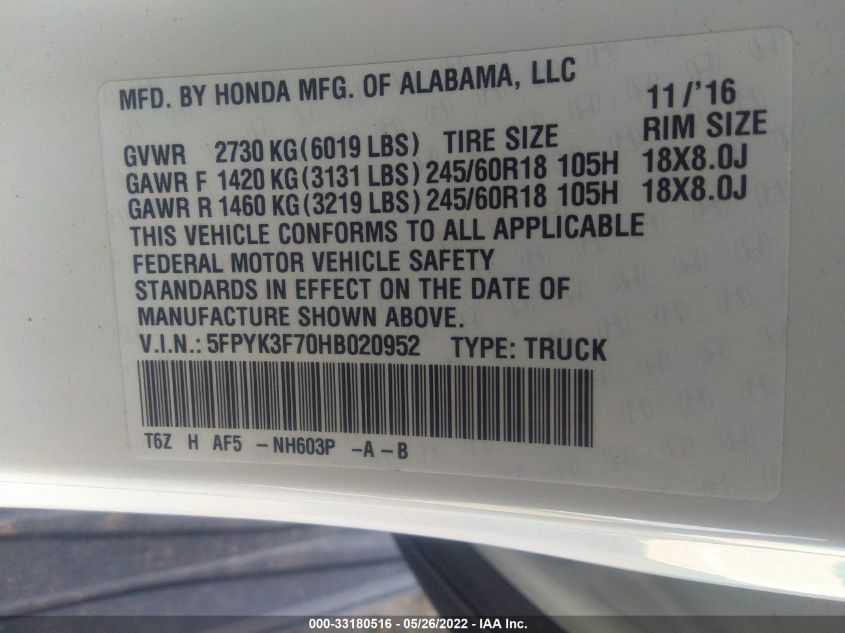 MFD. BY HONDA MFG. OF ALABAMA, LLC 11/'16
GVWR 2730 KG (6019 LBS) TIRE SIZE RIM SIZE
GAWR F 1420 KG (3131 LBS) 245/60R18 105H 18X8.0J
GAWR R 1460 KG (3219 LBS) 245/60R18 105H 18X8.0J
THIS VEHICLE CONFORMS TO ALL APPLICABLE
FEDERAL MOTOR VEHICLE SAFETY
STANDARDS IN EFFECT ON THE DATE OF
MANUFACTURE SHOWN ABOVE.
V.I.N.: 5FPYK3F70HB020952 TYPE: TRUCK
T6Z H AF5 -NH603P -A-B
000-33180516 - 05/26/2022 - © Copyright 2022 IAA, Inc.